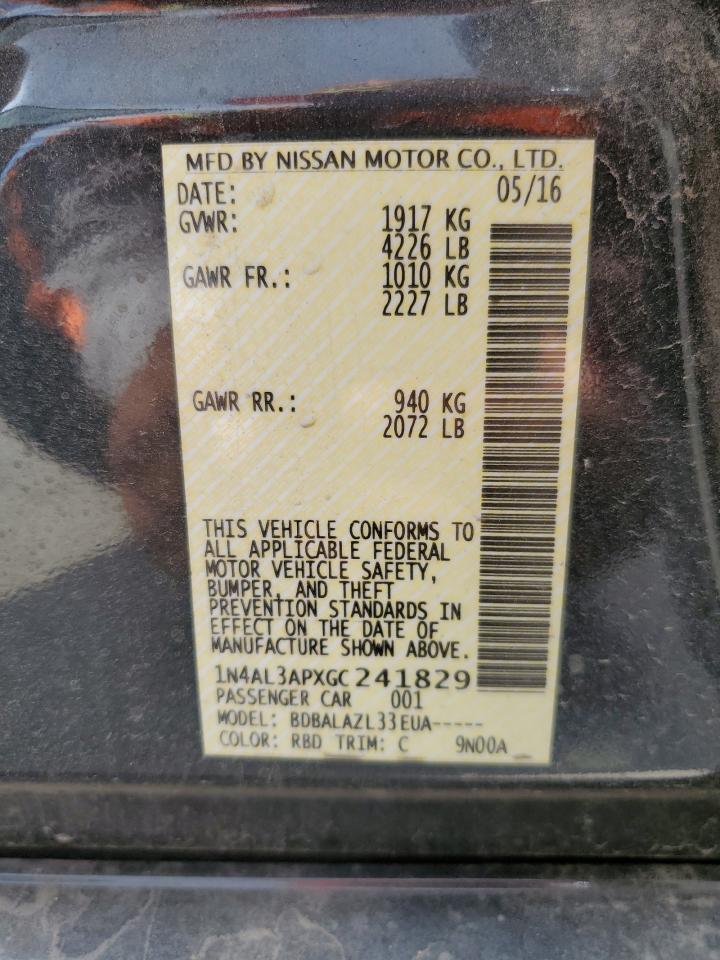 MFD BY NISSAN MOTOR CO., LTD.
DATE: 05/16
GVWR: 1917 KG
4226 LB
GAWR FR.: 1010 KG
2227 LB
GAWR RR.: 940 KG
2072 LB
THIS VEHICLE CONFORMS TO
ALL APPLICABLE FEDERAL
MOTOR VEHICLE SAFETY,
BUMPER, AND THEFT
PREVENTION STANDARDS IN
EFFECT ON THE DATE OF
MANUFACTURE SHOWN ABOVE.
1N4AL3APXGC241829
PASSENGER CAR 001
MODEL: BDBALAZL33EUA-----
COLOR: RBD TRIM: C 9N00A